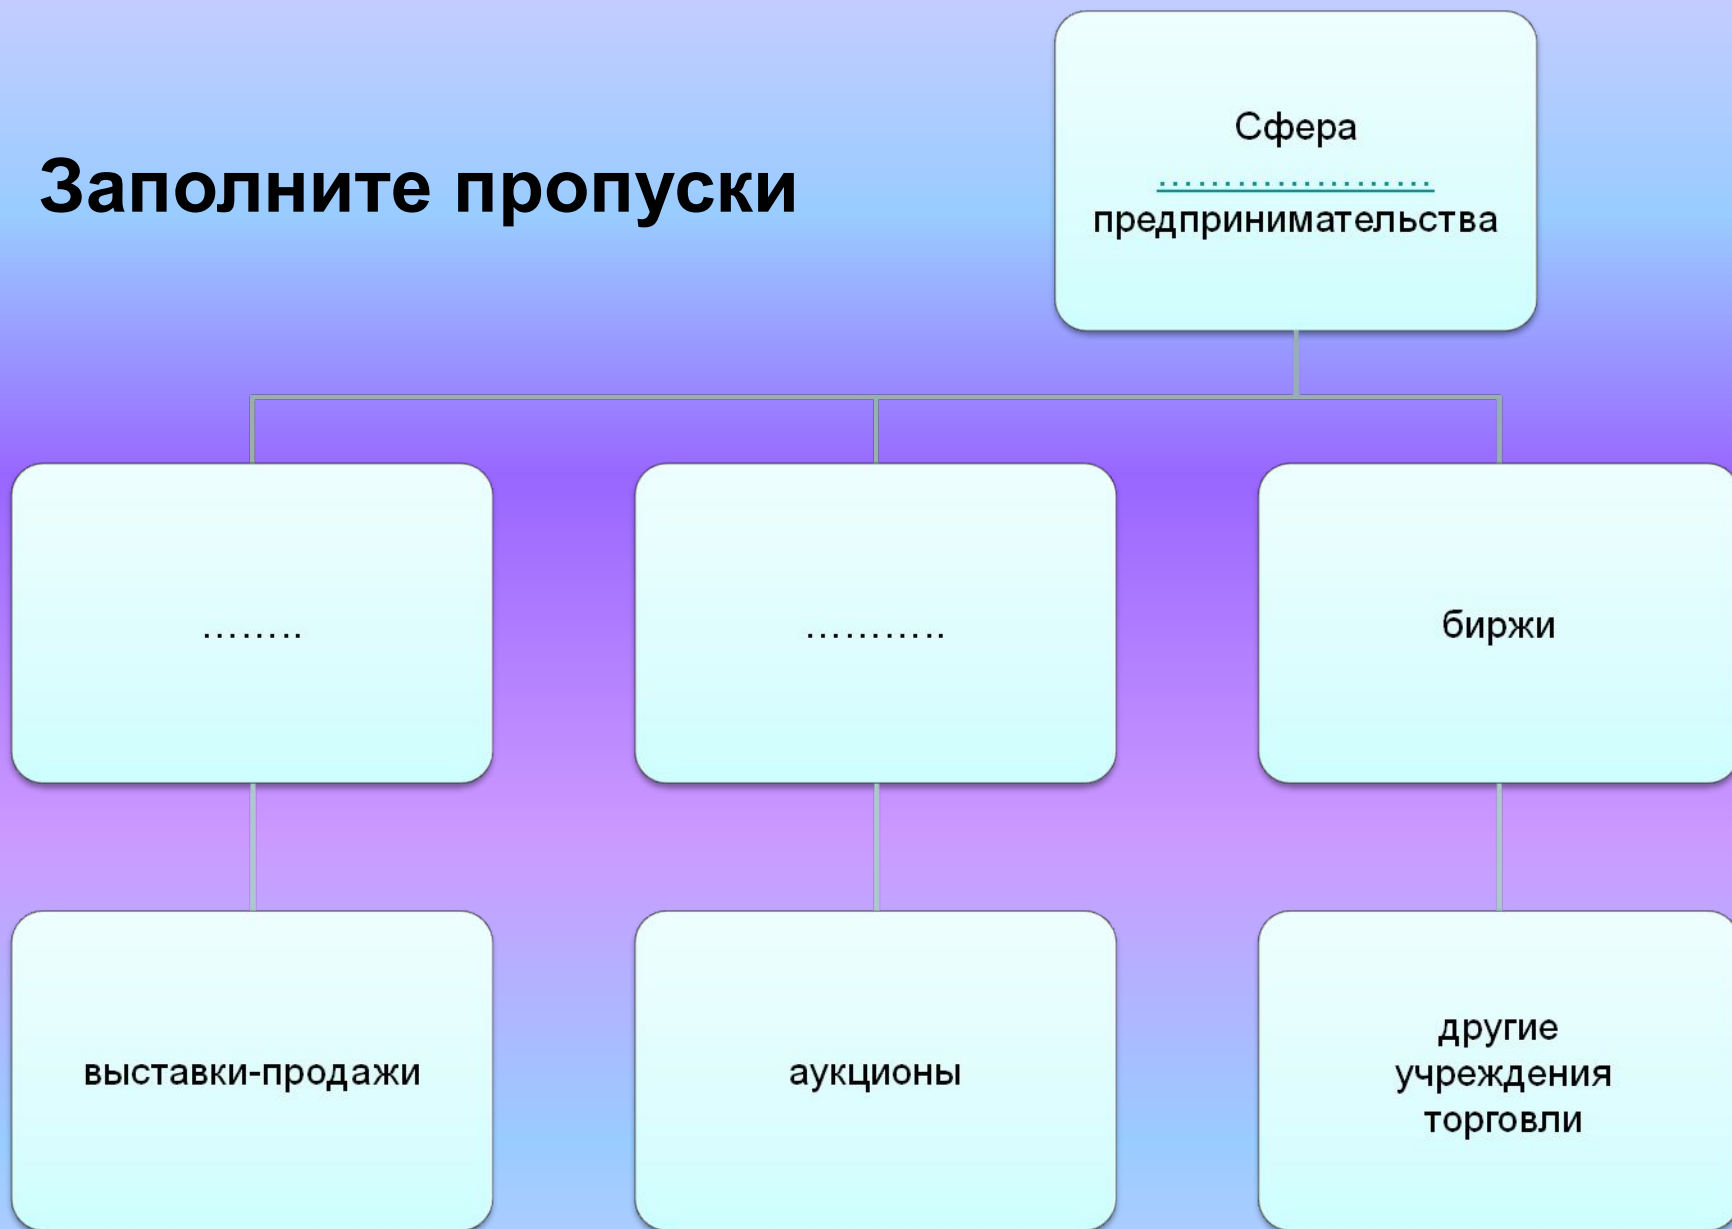 Заполните пропуски
Сфера
…………………
предпринимательства
……..
………..
биржи
выставки-продажи
аукционы
другие
учреждения
торговли